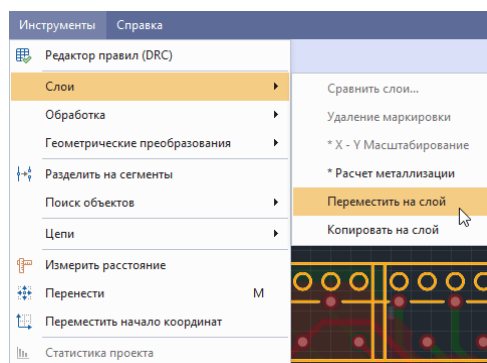 Инструменты Справка
Редактор правил (DRC)
Слои
Сравнить слои...
Обработка
Удаление маркировки
Геометрические преобразования
* X - Y Масштабирование
Разделить на сегменты
* Расчет металлизации
Поиск объектов
Переместить на слой
Цепи
Копировать на слой
Измерить расстояние
Перенести M
Переместить начало координат
Статистика проекта